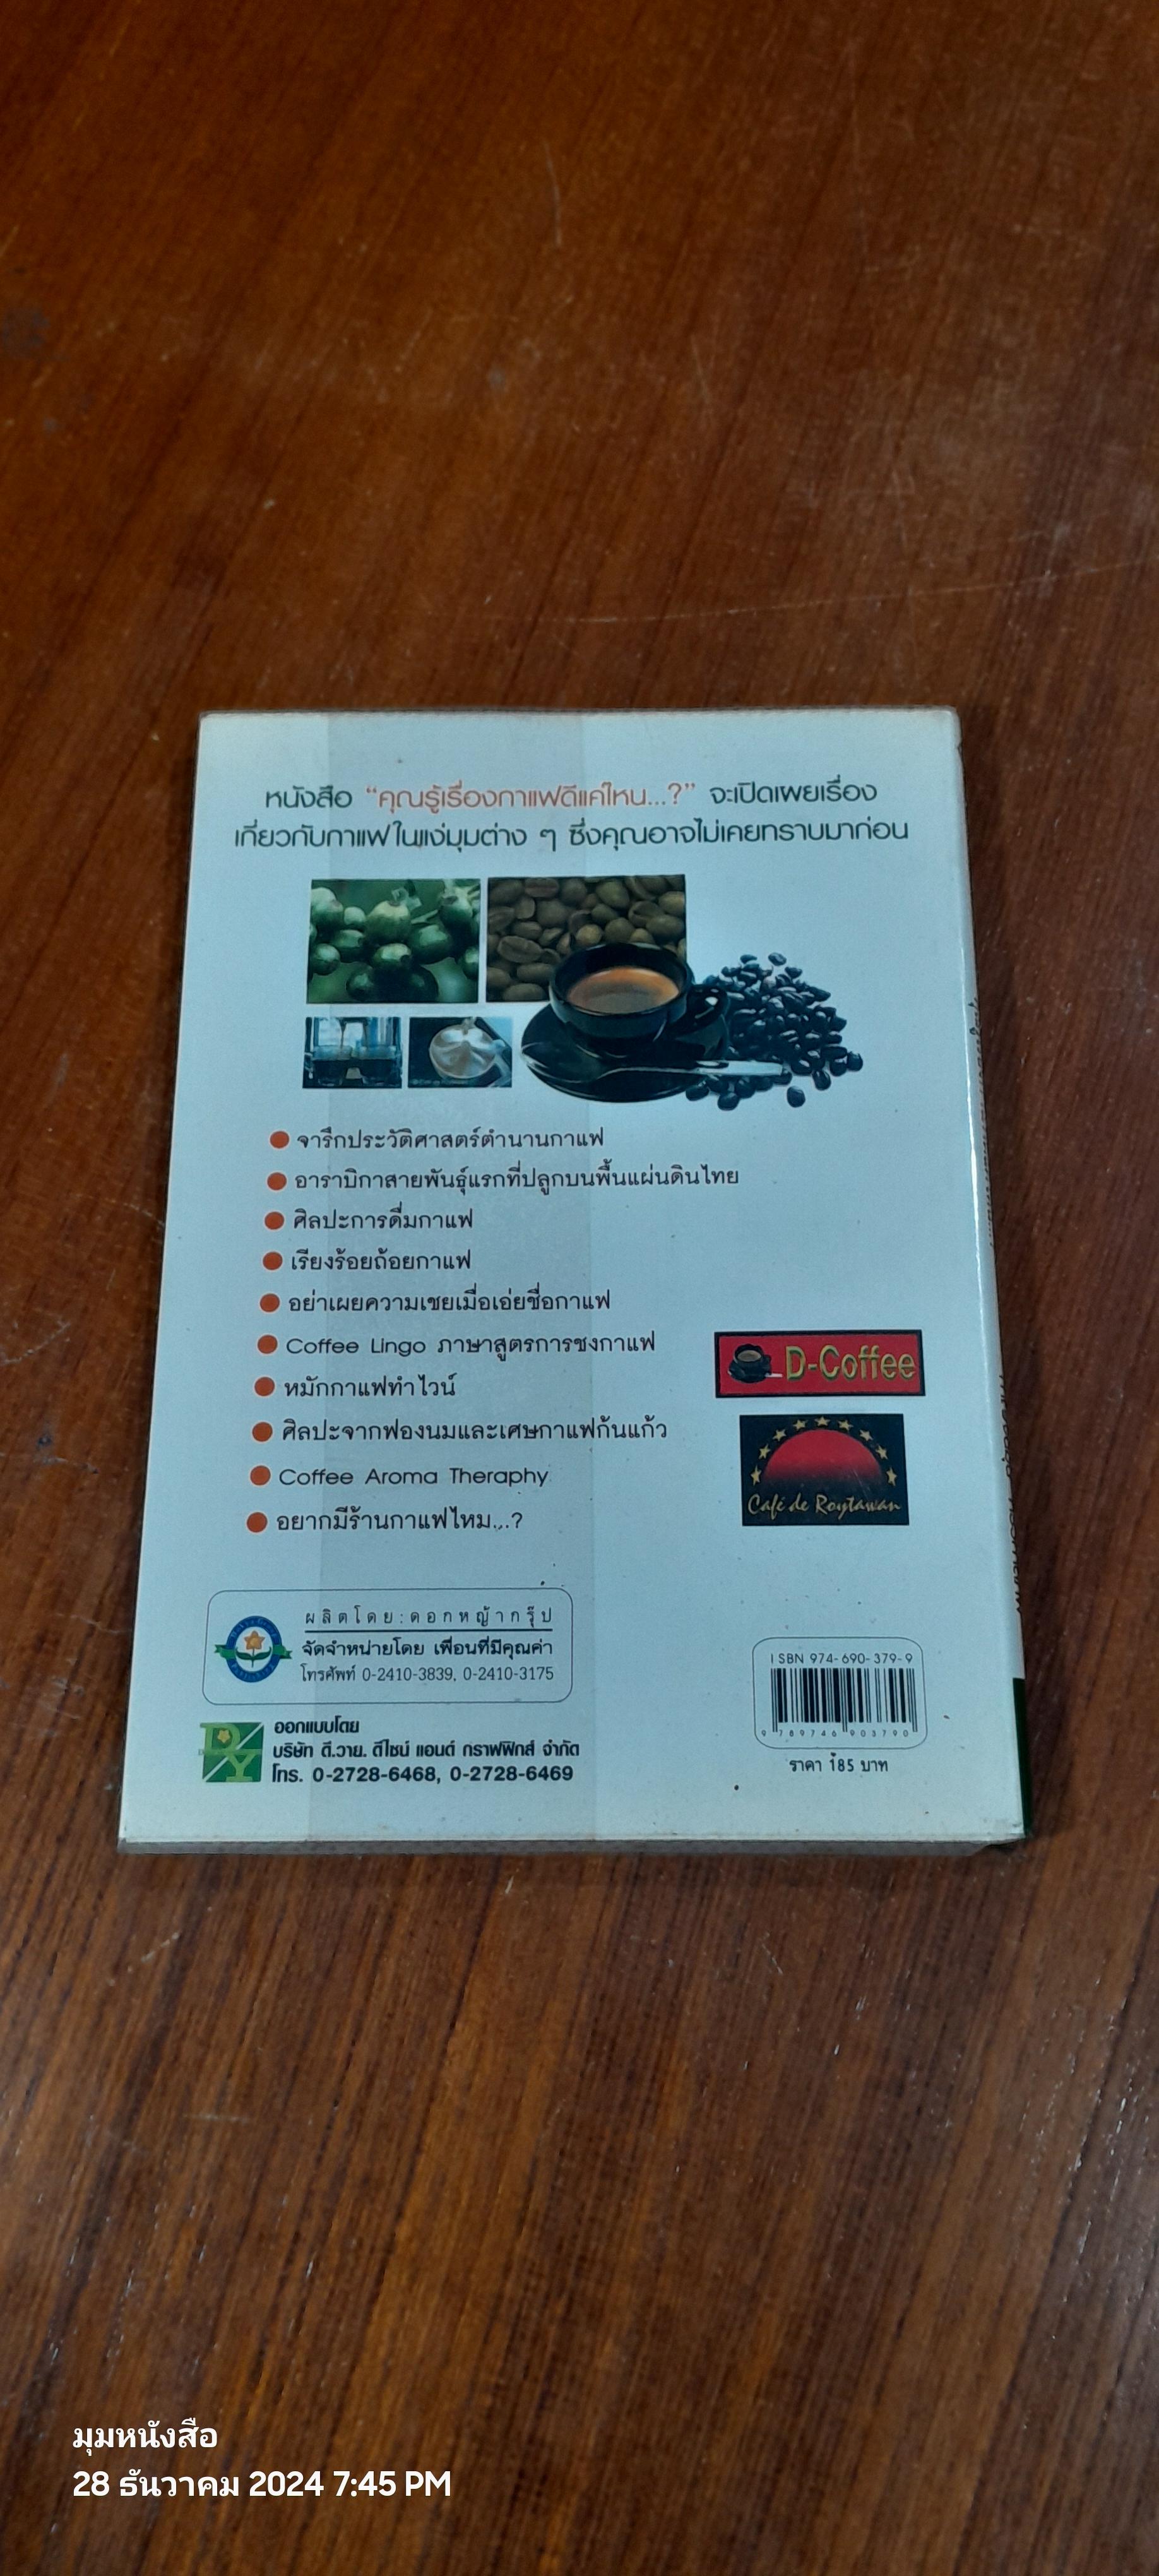 หนังสือ “คุณรู้เรื่องกาแฟดีแค่ไหน...?” จะเปิดเผยเรื่อง
เกี่ยวกับกาแฟในแง่มุมต่าง ๆ ซึ่งคุณอาจไม่เคยทราบมาก่อน
จารึกประวัติศาสตร์ตำนานกาแฟ
อาราบิกาสายพันธุ์แรกที่ปลูกบนพื้นแผ่นดินไทย
ศิลปะการดื่มกาแฟ
เรียงร้อยถ้อยกาแฟ
อย่าเผยความเชยเมื่อเอ่ยชื่อกาแฟ
Coffee Lingo ภาษาสูตรการชงกาแฟ
หมักกาแฟทำไวน์
ศิลปะจากฟองนมและเศษกาแฟก้นแก้ว
Coffee Aroma Theraphy
อยากมีร้านกาแฟไหม...?
D-Coffee
Café de Roytawan
ผลิตโดย:ดอกหญ้ากรุ๊ป
จัดจำหน่ายโดย เพื่อนที่มีคุณค่า
โทรศัพท์ 0-2410-3839, 0-2410-3175
DY
ออกแบบโดย
บริษัท ดี.วาย. ดีไซน์ แอนด์ กราฟฟิกส์ จำกัด
โทร. 0-2728-6468, 0-2728-6469
ISBN 974-690-379-9
9 789746 903790
ราคา 185 บาท
มุมหนังสือ
28 ธันวาคม 2024 7:45 PM